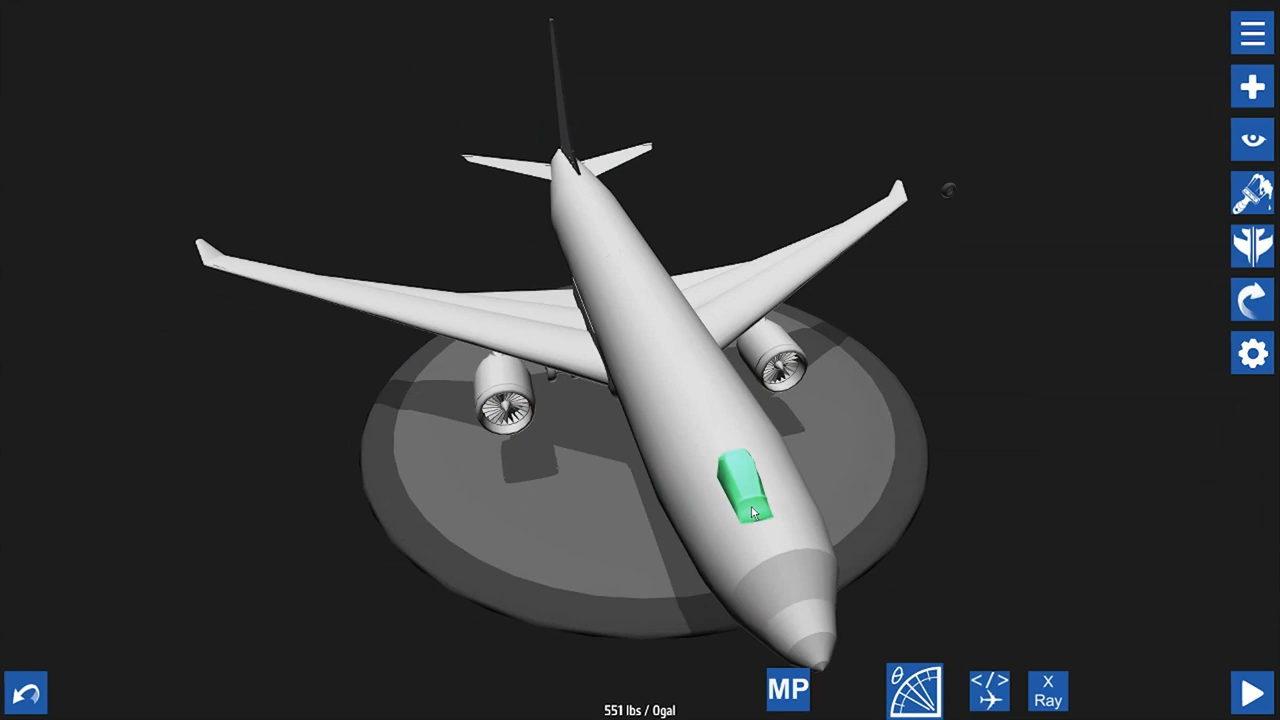 551 lbs / 0gal
MP
θ
</>
X
Ray